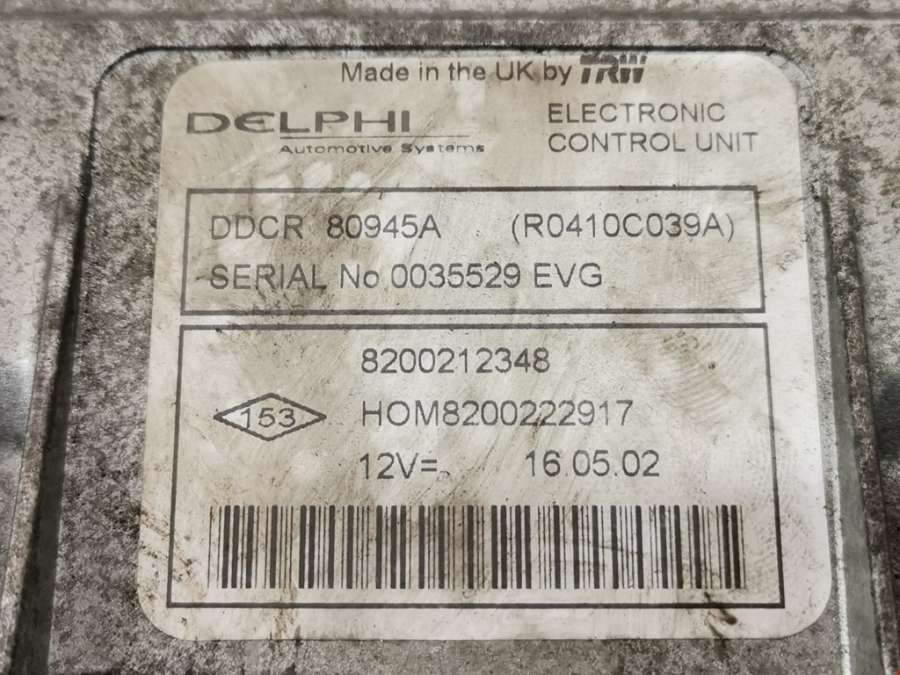 Made in the UK by TRW
DELPHI
Automotive Systems
ELECTRONIC
CONTROL UNIT
DDCR 80945A (R0410C039A)
SERIAL No 0035529 EVG
8200212348
153 HOM8200222917
12V= 16.05.02